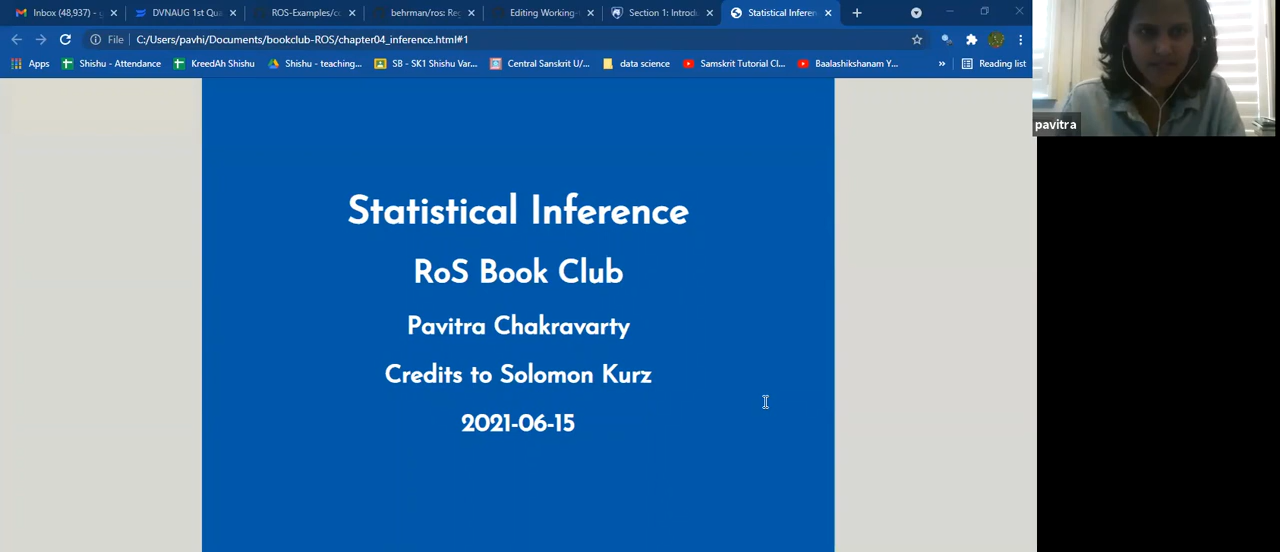 Inbox (48,937) -
DVNAUG 1st Qu
ROS-Examples/c
behrman/ros: Re
Editing Working-
Section 1: Introdu
Statistical Inferen
File
C:/Users/pavhi/Documents/bookclub-ROS/chapter04_inference.html#1
Apps
Shishu - Attendance
KreedAh Shishu
Shishu - teaching...
SB - SK1 Shishu Var...
Central Sanskrit U/...
data science
Samskrit Tutorial Cl...
Baalashikshanam Y...
»
Reading list
pavitra
Statistical Inference
RoS Book Club
Pavitra Chakravarty
Credits to Solomon Kurz
2021-06-15